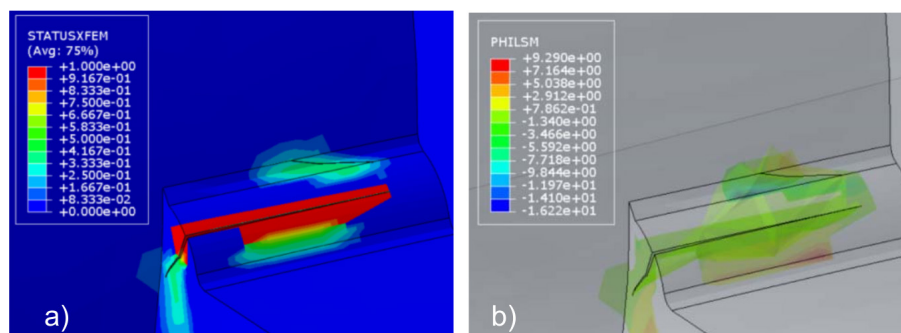 STATUSXFEM
(Avg: 75%)
+1.000e+00
+9.167e-01
+8.333e-01
+7.500e-01
+6.667e-01
+5.833e-01
+5.000e-01
+4.167e-01
+3.333e-01
+2.500e-01
+1.667e-01
+8.333e-02
+0.000e+00
a)
PHILSM
+9.290e+00
+7.164e+00
+5.038e+00
+2.912e+00
+7.862e-01
-1.340e+00
-3.466e+00
-5.592e+00
-7.718e+00
-9.844e+00
-1.197e+01
-1.410e+01
-1.622e+01
b)